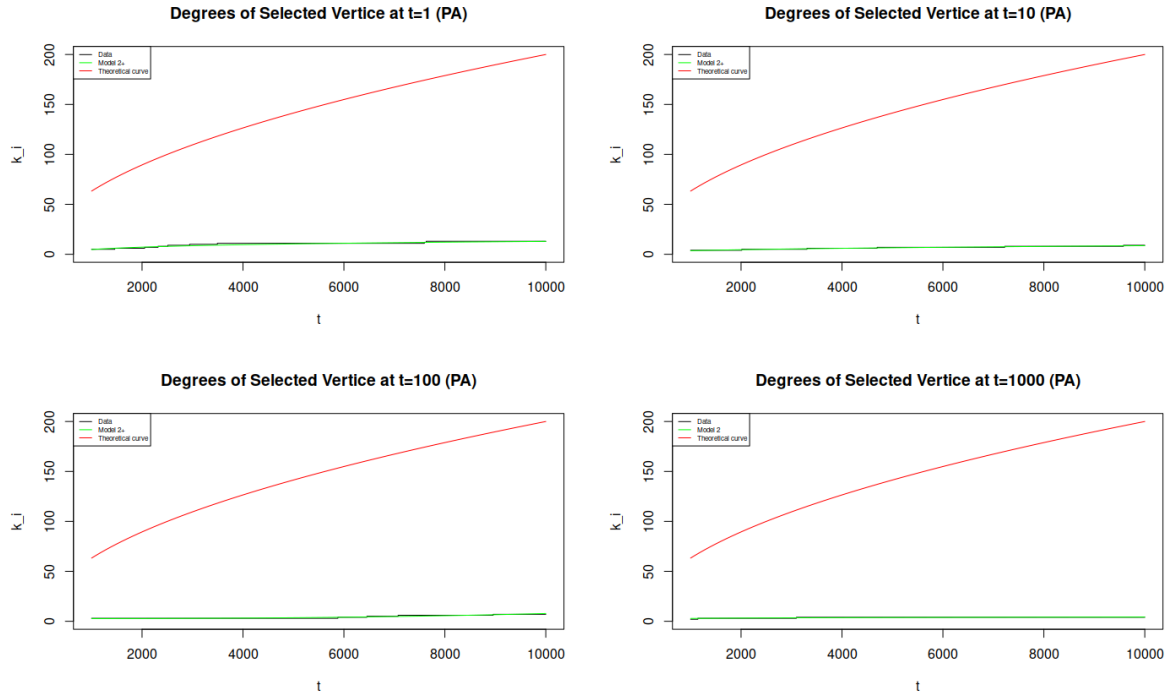 Degrees of Selected Vertice at t=1 (PA)
Data
Model 2+
Theoretical curve
k_i
0
50
100
150
200
2000
4000
6000
8000
10000
t
Degrees of Selected Vertice at t=10 (PA)
Data
Model 2+
Theoretical curve
k_i
0
50
100
150
200
2000
4000
6000
8000
10000
t
Degrees of Selected Vertice at t=100 (PA)
Data
Model 2+
Theoretical curve
k_i
0
50
100
150
200
2000
4000
6000
8000
10000
t
Degrees of Selected Vertice at t=1000 (PA)
Data
Model 2
Theoretical curve
k_i
0
50
100
150
200
2000
4000
6000
8000
10000
t